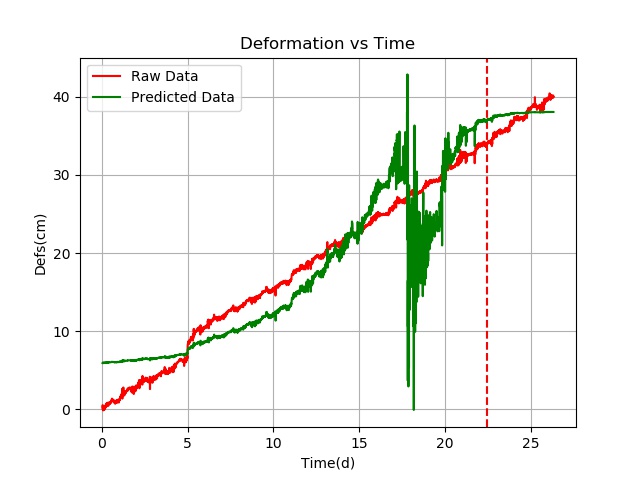 Deformation vs Time
Raw Data
Predicted Data
40
30
20
10
0
Defs(cm)
0 5 10 15 20 25
Time(d)